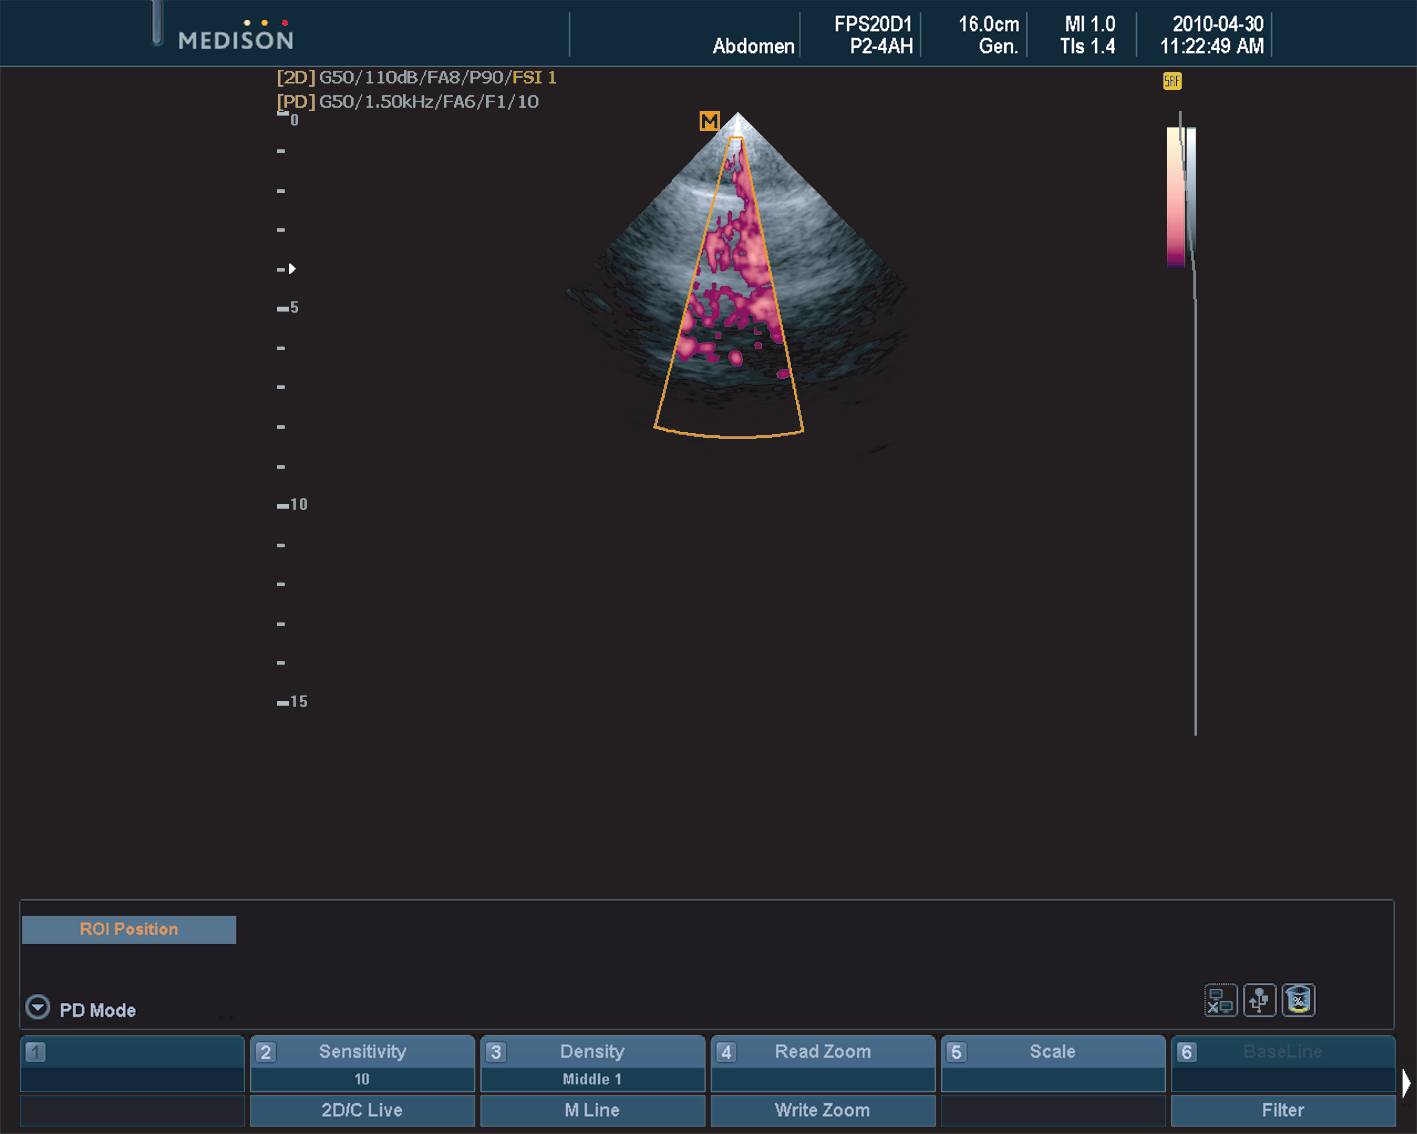 MEDISON
Abdomen
FPS20D1
P2-4AH
16.0cm
Gen.
MI 1.0
TIs 1.4
2010-04-30
11:22:49 AM
[2D] G50/110dB/FA8/P90/FSI 1
[PD] G50/1.50kHz/FA6/F1/10
SRF
M
0
5
10
15
ROI Position
PD Mode
1
2 Sensitivity
10
2D/C Live
3 Density
Middle 1
M Line
4 Read Zoom
Write Zoom
5 Scale
6 BaseLine
Filter